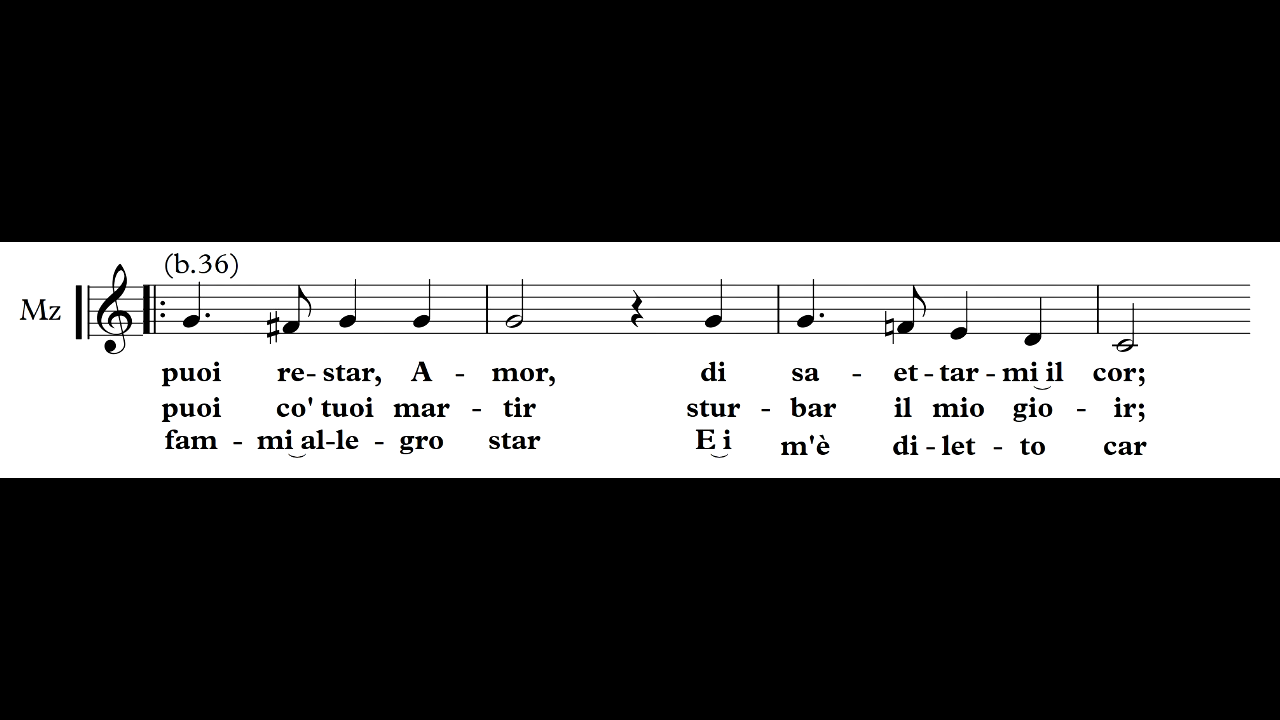 (b.36)
Mz
puoi re - star, A - mor, di sa - et - tar - mi il cor;
puoi co' tuoi mar - tir stur - bar il mio gio - ir;
fam - mi al - le - gro star E i m'è di - let - to car